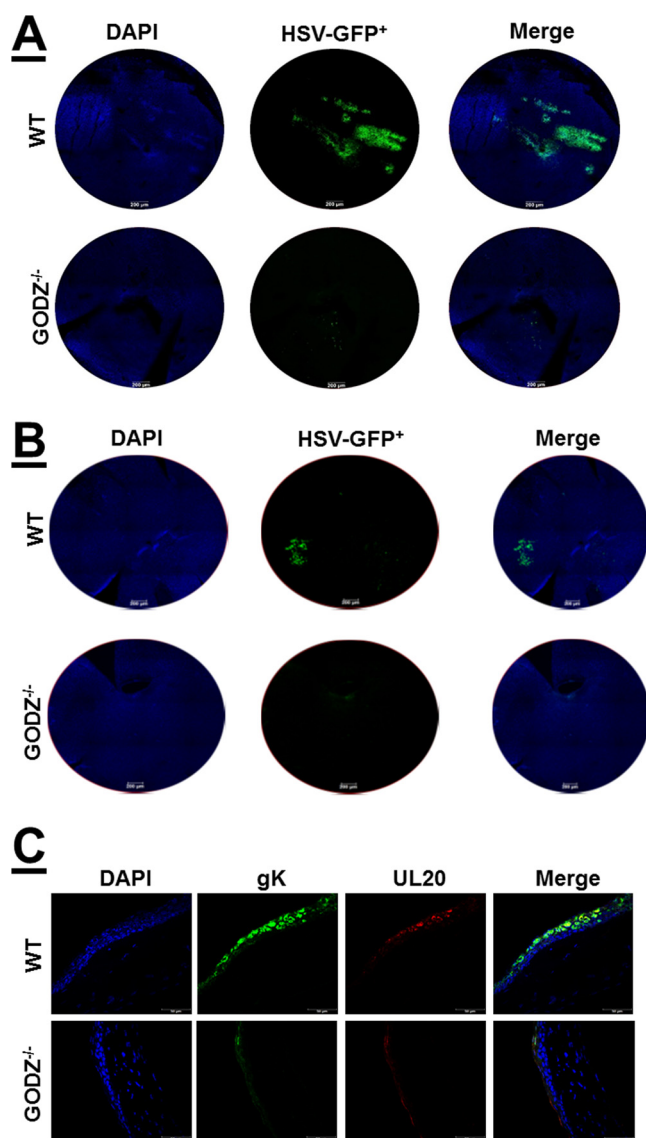 A
DAPI HSV-GFP⁺ Merge
WT
200 µm 200 µm 200 µm
GODZ⁻/⁻
200 µm 200 µm 200 µm
B
DAPI HSV-GFP⁺ Merge
WT
200 µm 200 µm 200 µm
GODZ⁻/⁻
200 µm 200 µm 200 µm
C
DAPI gK UL20 Merge
WT
GODZ⁻/⁻